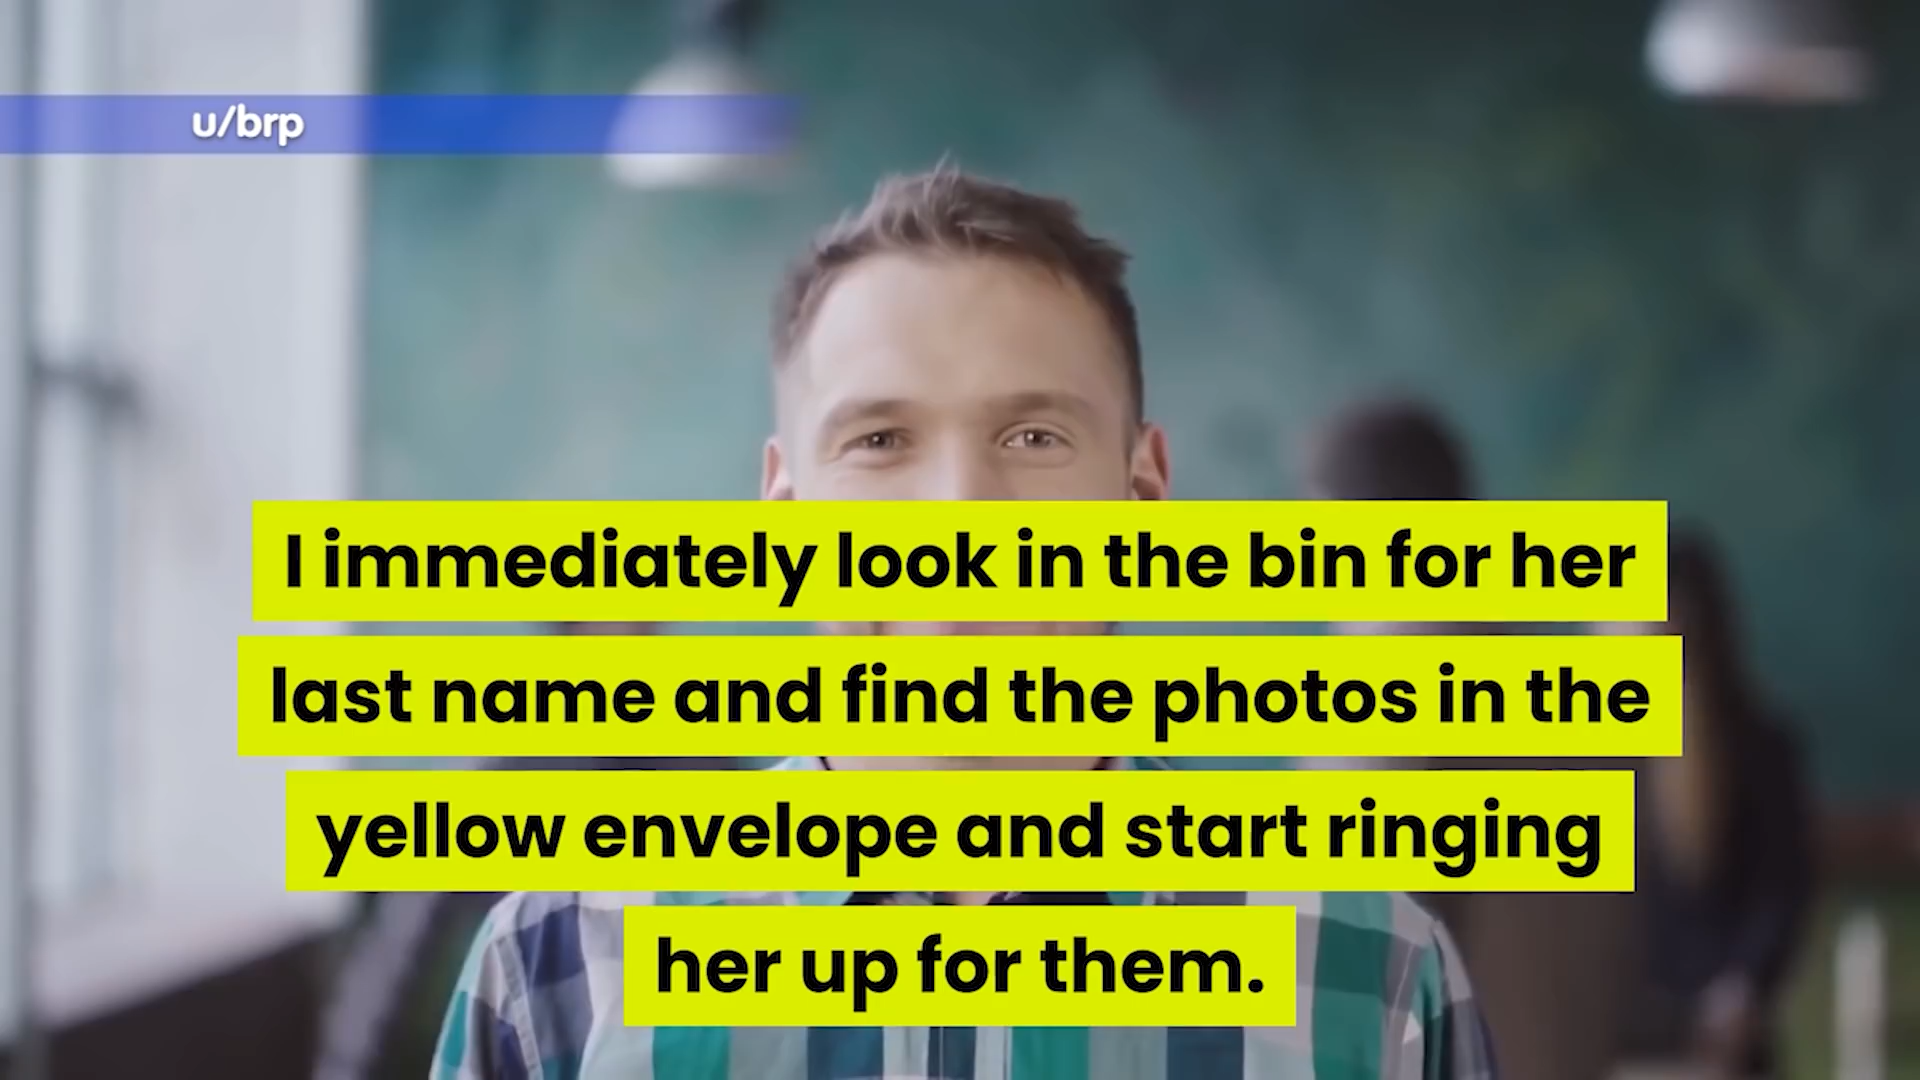 u/brp
I immediately look in the bin for her
last name and find the photos in the
yellow envelope and start ringing
her up for them.